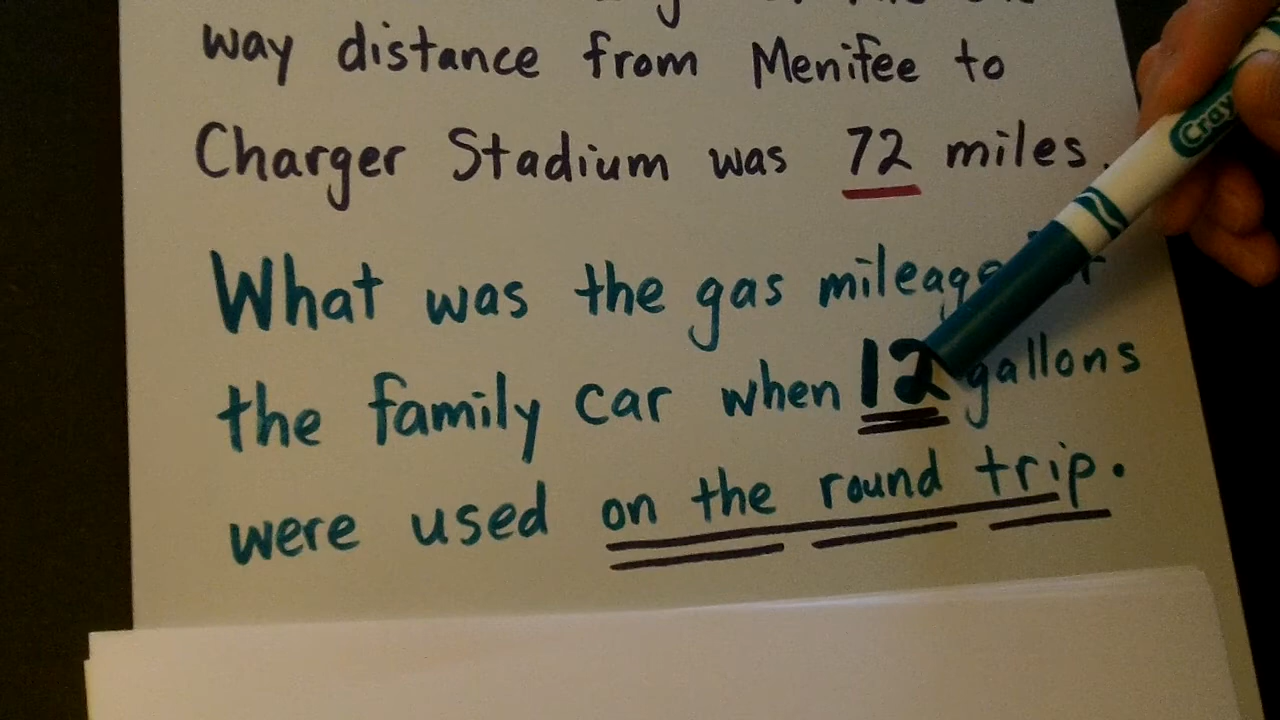 way distance from Menifee to
Charger Stadium was 72 miles.
What was the gas mileage
the family car when 12 gallons
were used on the round trip.
Cray